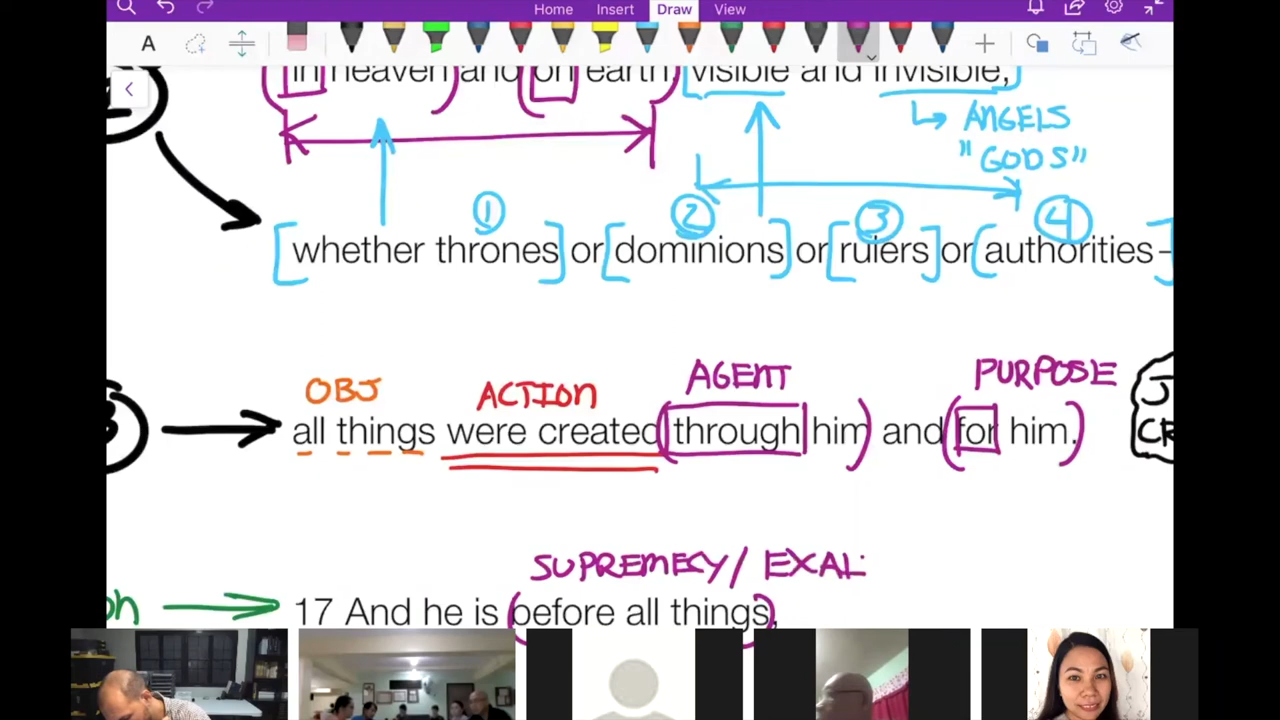 Home Insert Draw View
A
in heaven and on earth, visible and invisible,
ANGELS
"GODS"
1 2 3 4
[whether thrones] or [dominions] or [rulers] or [authorities-]
OBJ ACTION AGENT PURPOSE
all things were created (through him) and (for him.)
J
CR
SUPREMECY/ EXAL
17 And he is (before all things),